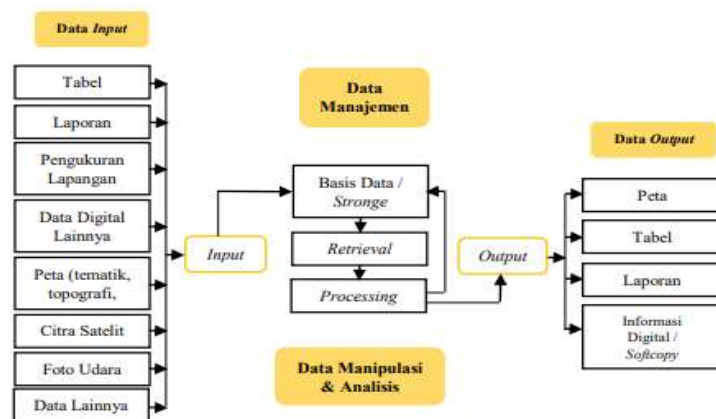 Data Input
Tabel
Laporan
Pengukuran
Lapangan
Data Digital
Lainnya
Peta (tematik,
topografi,
Citra Satelit
Foto Udara
Data Lainnya
Input
Data
Manajemen
Basis Data /
Stronge
Retrieval
Processing
Data Manipulasi
& Analisis
Output
Data Output
Peta
Tabel
Laporan
Informasi
Digital /
Softcopy